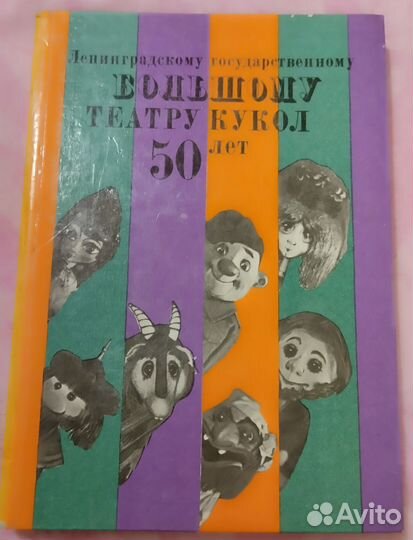 Ленинградскому государственному
БОЛЬШОМУ
ТЕАТРУ КУКОЛ
50 лет
Avito